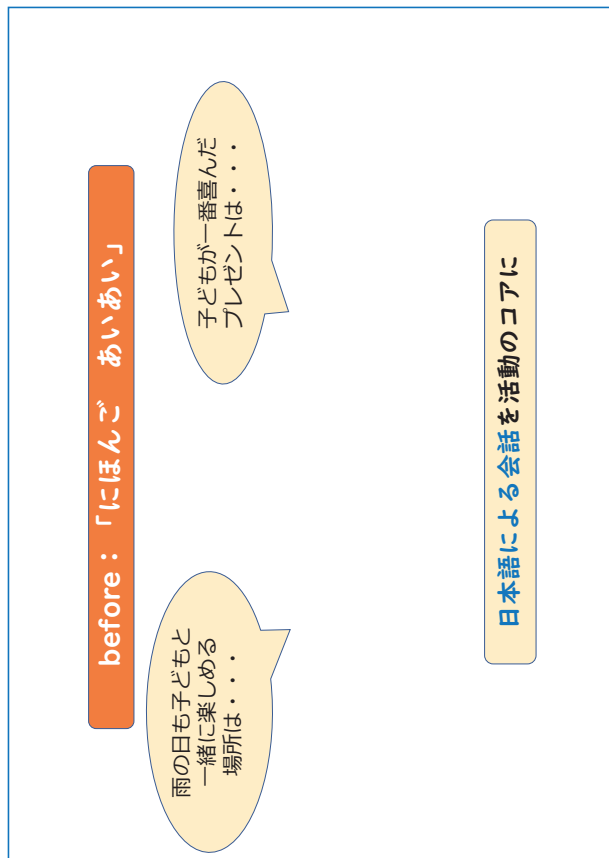 before：「にほんご　あいあい」
雨の日も子どもと
一緒に楽しめる
場所は・・・
子どもが一番喜んだ
プレゼントは・・・
日本語による会話を活動のコアに